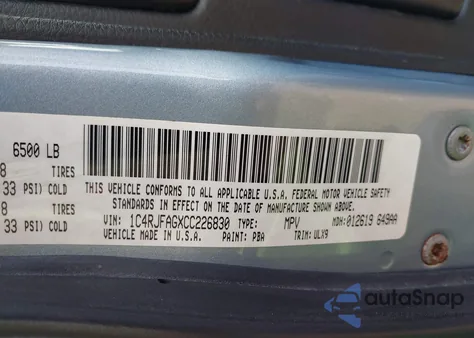 6500 LB
8 TIRES
33 PSI) COLD
8 TIRES
33 PSI) COLD
THIS VEHICLE CONFORMS TO ALL APPLICABLE U.S.A. FEDERAL MOTOR VEHICLE SAFETY
STANDARDS IN EFFECT ON THE DATE OF MANUFACTURE SHOWN ABOVE.
VIN: 1C4RJFAGXCC226830 TYPE: MPV MDH: 012619 649AA
VEHICLE MADE IN U.S.A. PAINT: PBA TRIM: ULX9
autoSnap